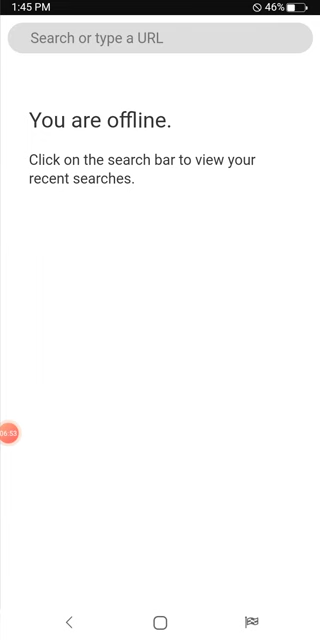 1:45 PM
46%
Search or type a URL
You are offline.
Click on the search bar to view your
recent searches.
06:53